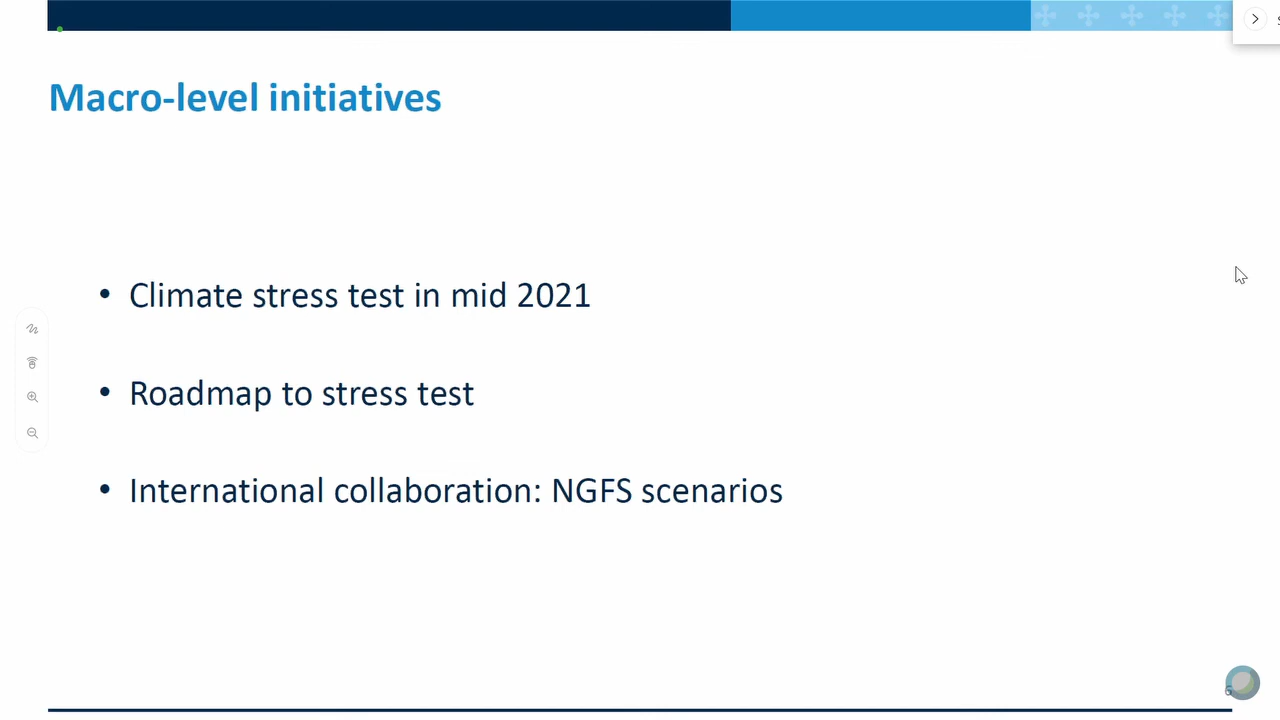 Macro-level initiatives
• Climate stress test in mid 2021
• Roadmap to stress test
• International collaboration: NGFS scenarios